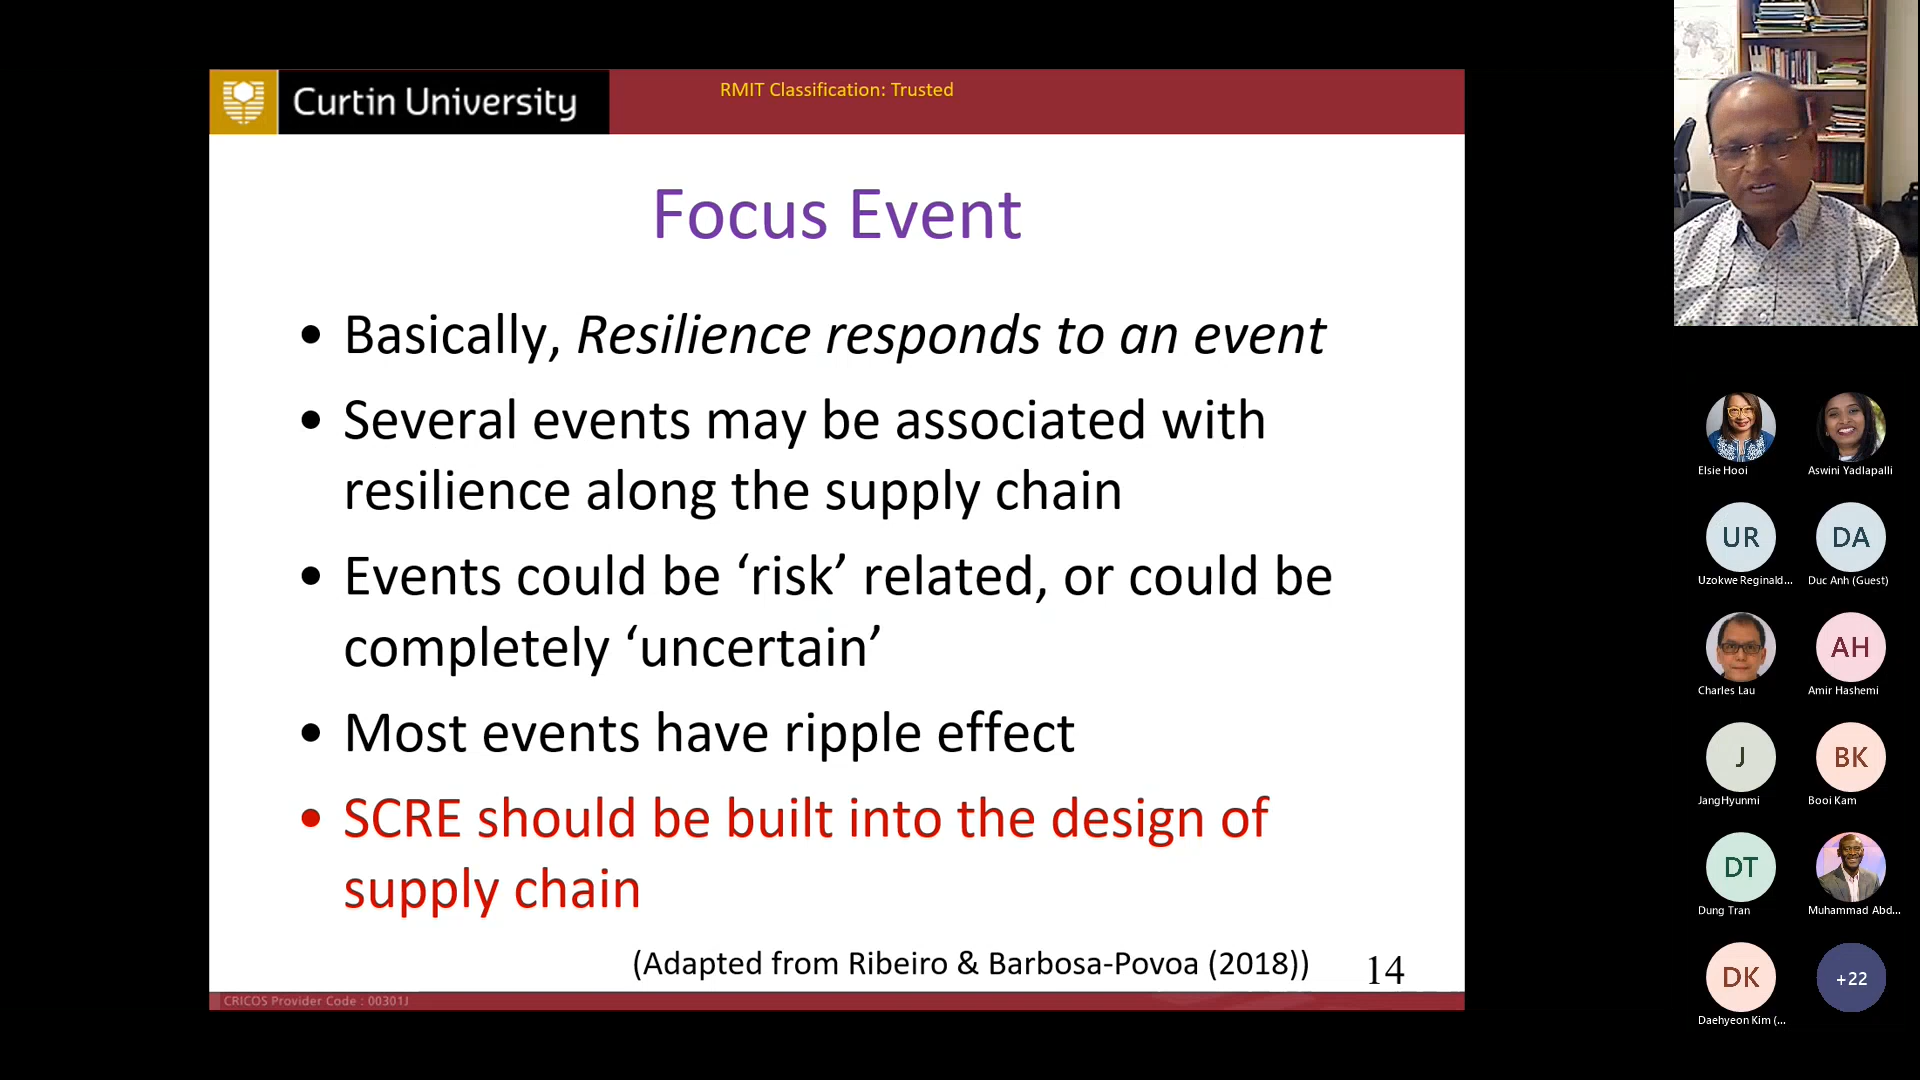 Curtin University
RMIT Classification: Trusted
Focus Event
• Basically, Resilience responds to an event
• Several events may be associated with
resilience along the supply chain
• Events could be ‘risk’ related, or could be
completely ‘uncertain’
• Most events have ripple effect
• SCRE should be built into the design of
supply chain
(Adapted from Ribeiro & Barbosa-Povoa (2018))
14
CRICOS Provider Code : 00301J
Elsie Hooi
Aswini Yadlapalli
UR
DA
Uzokwe Reginald...
Duc Anh (Guest)
AH
Charles Lau
Amir Hashemi
J
BK
JangHyunmi
Booi Kam
DT
Dung Tran
Muhammad Abd...
DK
+22
Daehyeon Kim (...